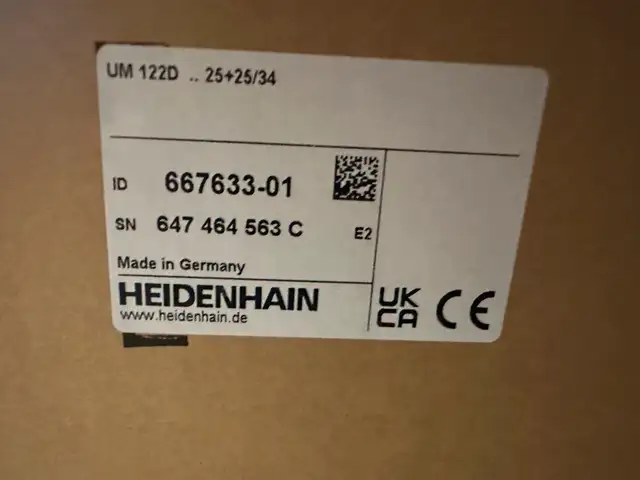 UM 122D .. 25+25/34
ID 667633-01
SN 647 464 563 C E2
Made in Germany
HEIDENHAIN
www.heidenhain.de
UK
CA CE